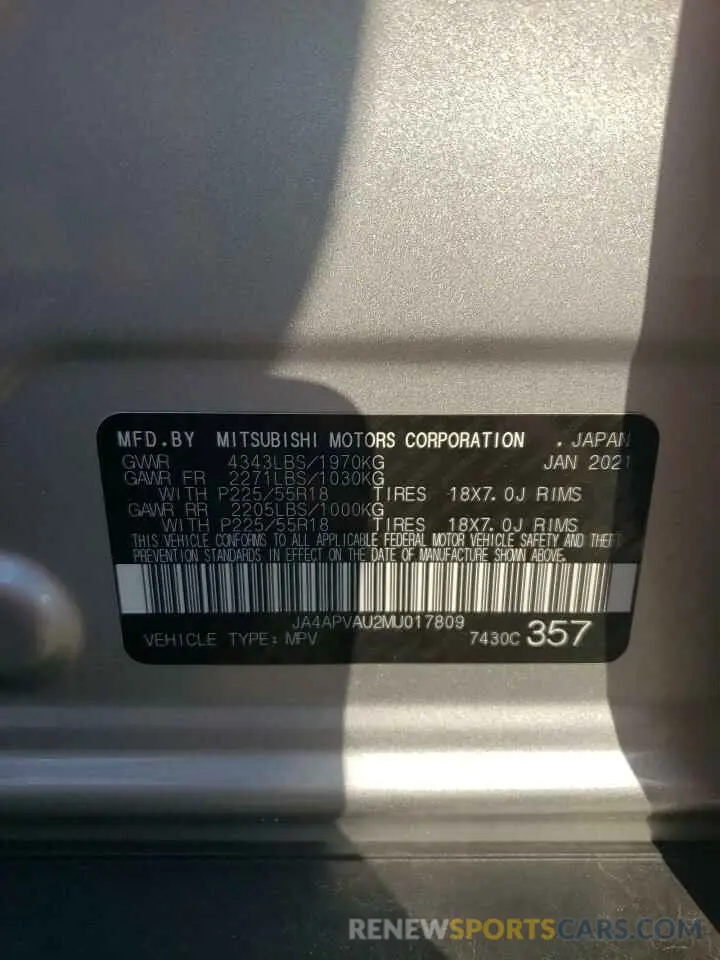 MFD.BY MITSUBISHI MOTORS CORPORATION . JAPAN
GVWR 4343LBS/1970KG JAN 2021
GAWR FR 2271LBS/1030KG
WITH P225/55R18 TIRES 18X7.0J RIMS
GAWR RR 2205LBS/1000KG
WITH P225/55R18 TIRES 18X7.0J RIMS
THIS VEHICLE CONFORMS TO ALL APPLICABLE FEDERAL MOTOR VEHICLE SAFETY AND THEFT
PREVENTION STANDARDS IN EFFECT ON THE DATE OF MANUFACTURE SHOWN ABOVE.
JA4APVAU2MU017809
VEHICLE TYPE: MPV 7430C 357
RENEWSPORTSCARS.COM